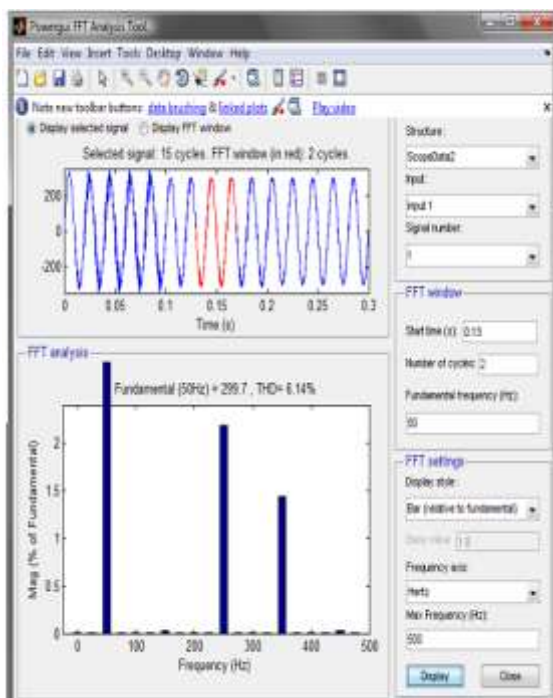 Powergui FFT Analysis Tool
File Edit View Insert Tools Desktop Window Help
Note new toolbar buttons: data brushing & linked plots Play video
Display selected signal Display FFT window
Selected signal: 15 cycles. FFT window (in red): 2 cycles
200
0
-200
0 0.05 0.1 0.15 0.2 0.25 0.3
Time (s)
FFT analysis
Fundamental (50Hz) = 299.7 , THD= 6.14%
2
1.5
1
0.5
0
Mag (% of Fundamental)
0 100 200 300 400 500
Frequency (Hz)
Structure:
ScopeData2
Input:
input 1
Signal number:
1
FFT window
Start time (s): 0.13
Number of cycles: 2
Fundamental frequency (Hz):
50
FFT settings
Display style:
Bar (relative to fundamental)
Base value: 1.0
Frequency axis:
Hertz
Max Frequency (Hz):
500
Display Close